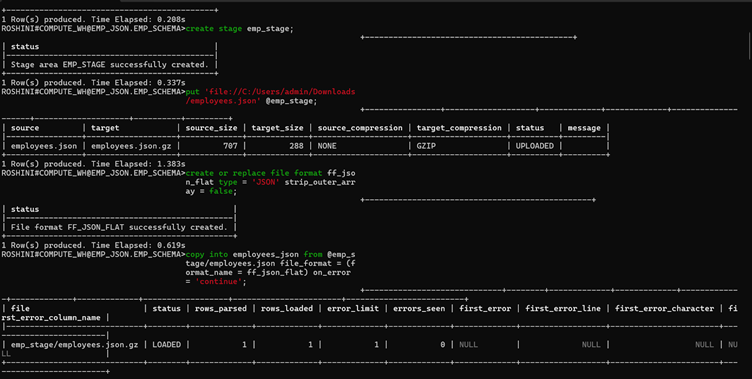 +--------------------------------------------+
1 Row(s) produced. Time Elapsed: 0.208s
ROSHINI#COMPUTE_WH@EMP_JSON.EMP_SCHEMA>create stage emp_stage;
+--------------------------------------------+
| status |
|--------------------------------------------|
| Stage area EMP_STAGE successfully created. |
+--------------------------------------------+
1 Row(s) produced. Time Elapsed: 0.337s
ROSHINI#COMPUTE_WH@EMP_JSON.EMP_SCHEMA>put 'file://C:/Users/admin/Downloads
/employees.json' @emp_stage;
| source | target | source_size | target_size | source_compression | target_compression | status | message |
| employees.json | employees.json.gz | 707 | 288 | NONE | GZIP | UPLOADED | |
1 Row(s) produced. Time Elapsed: 1.383s
ROSHINI#COMPUTE_WH@EMP_JSON.EMP_SCHEMA>create or replace file format ff_jso
n_flat type = 'JSON' strip_outer_arr
ay = false;
| status |
| File format FF_JSON_FLAT successfully created. |
1 Row(s) produced. Time Elapsed: 0.619s
ROSHINI#COMPUTE_WH@EMP_JSON.EMP_SCHEMA>copy into employees_json from @emp_s
tage/employees.json file_format = (f
ormat_name = ff_json_flat) on_error
= 'continue';
| file | status | rows_parsed | rows_loaded | error_limit | errors_seen | first_error | first_error_line | first_error_character | fi
rst_error_column_name |
| emp_stage/employees.json.gz | LOADED | 1 | 1 | 1 | 0 | NULL | NULL | NULL | NU
LL |